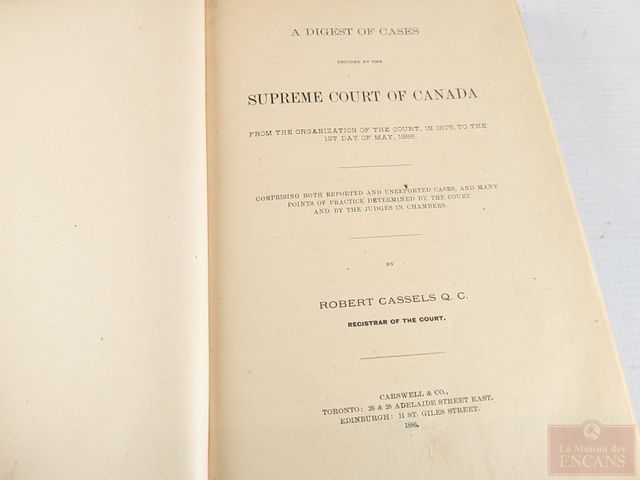 A DIGEST OF CASES
DECIDED BY THE
SUPREME COURT OF CANADA
FROM THE ORGANIZATION OF THE COURT, IN 1875, TO THE
1ST DAY OF MAY, 1886.
COMPRISING BOTH REPORTED AND UNREPORTED CASES, AND MANY
POINTS OF PRACTICE DETERMINED BY THE COURT
AND BY THE JUDGES IN CHAMBERS.
BY
ROBERT CASSELS Q. C.
REGISTRAR OF THE COURT.
CARSWELL & CO.,
TORONTO: 26 & 28 ADELAIDE STREET EAST.
EDINBURGH: 11 ST. GILES STREET.
1886.
La Maison des
ENCANS